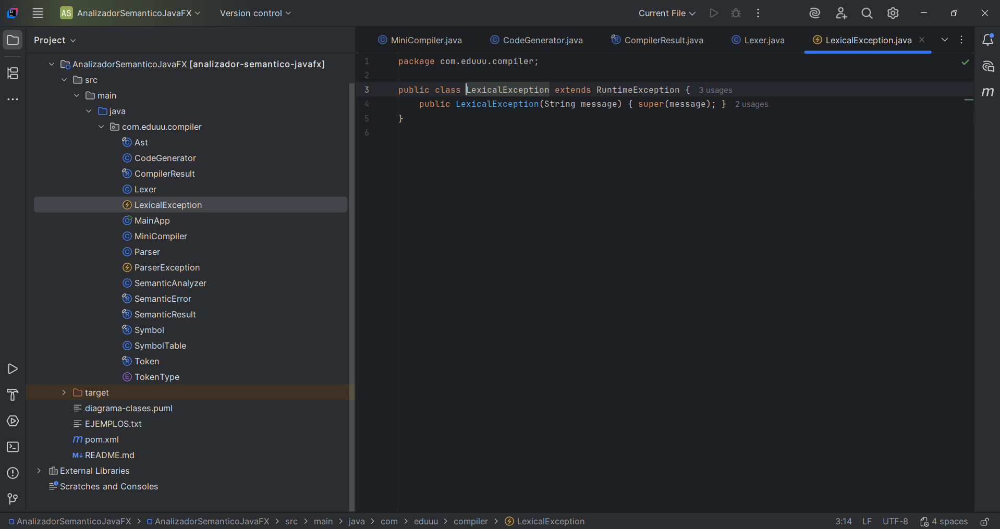 AS AnalizadorSemanticoJavaFX Version control Current File
Project
MiniCompiler.java CodeGenerator.java CompilerResult.java Lexer.java LexicalException.java
AnalizadorSemanticoJavaFX [analizador-semantico-javafx]
src
main
java
com.eduuu.compiler
Ast
CodeGenerator
CompilerResult
Lexer
LexicalException
MainApp
MiniCompiler
Parser
ParserException
SemanticAnalyzer
SemanticError
SemanticResult
Symbol
SymbolTable
Token
TokenType
target
diagrama-clases.puml
EJEMPLOS.txt
m pom.xml
M↓ README.md
External Libraries
Scratches and Consoles
1 package com.eduuu.compiler;
2
3 public class LexicalException extends RuntimeException { 3 usages
4 public LexicalException(String message) { super(message); } 2 usages
5 }
6
m
AnalizadorSemanticoJavaFX > AnalizadorSemanticoJavaFX > src > main > java > com > eduuu > compiler > LexicalException 3:14 LF UTF-8 4 spaces